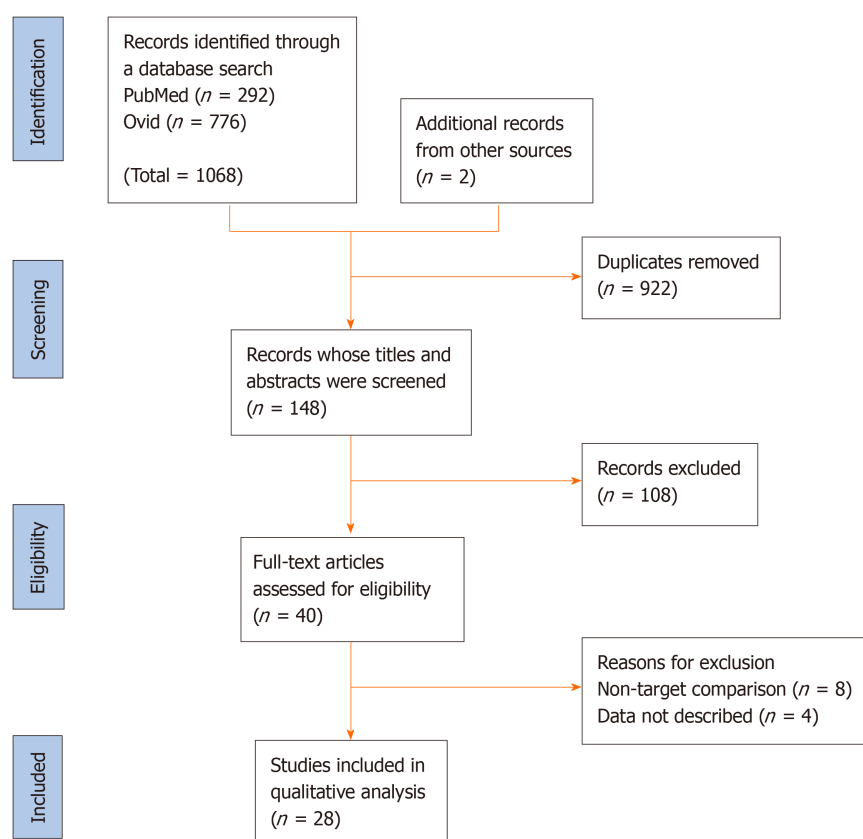 Identification
Records identified through
a database search
PubMed (n = 292)
Ovid (n = 776)
(Total = 1068)
Additional records
from other sources
(n = 2)
Screening
Duplicates removed
(n = 922)
Records whose titles and
abstracts were screened
(n = 148)
Records excluded
(n = 108)
Eligibility
Full-text articles
assessed for eligibility
(n = 40)
Reasons for exclusion
Non-target comparison (n = 8)
Data not described (n = 4)
Included
Studies included in
qualitative analysis
(n = 28)